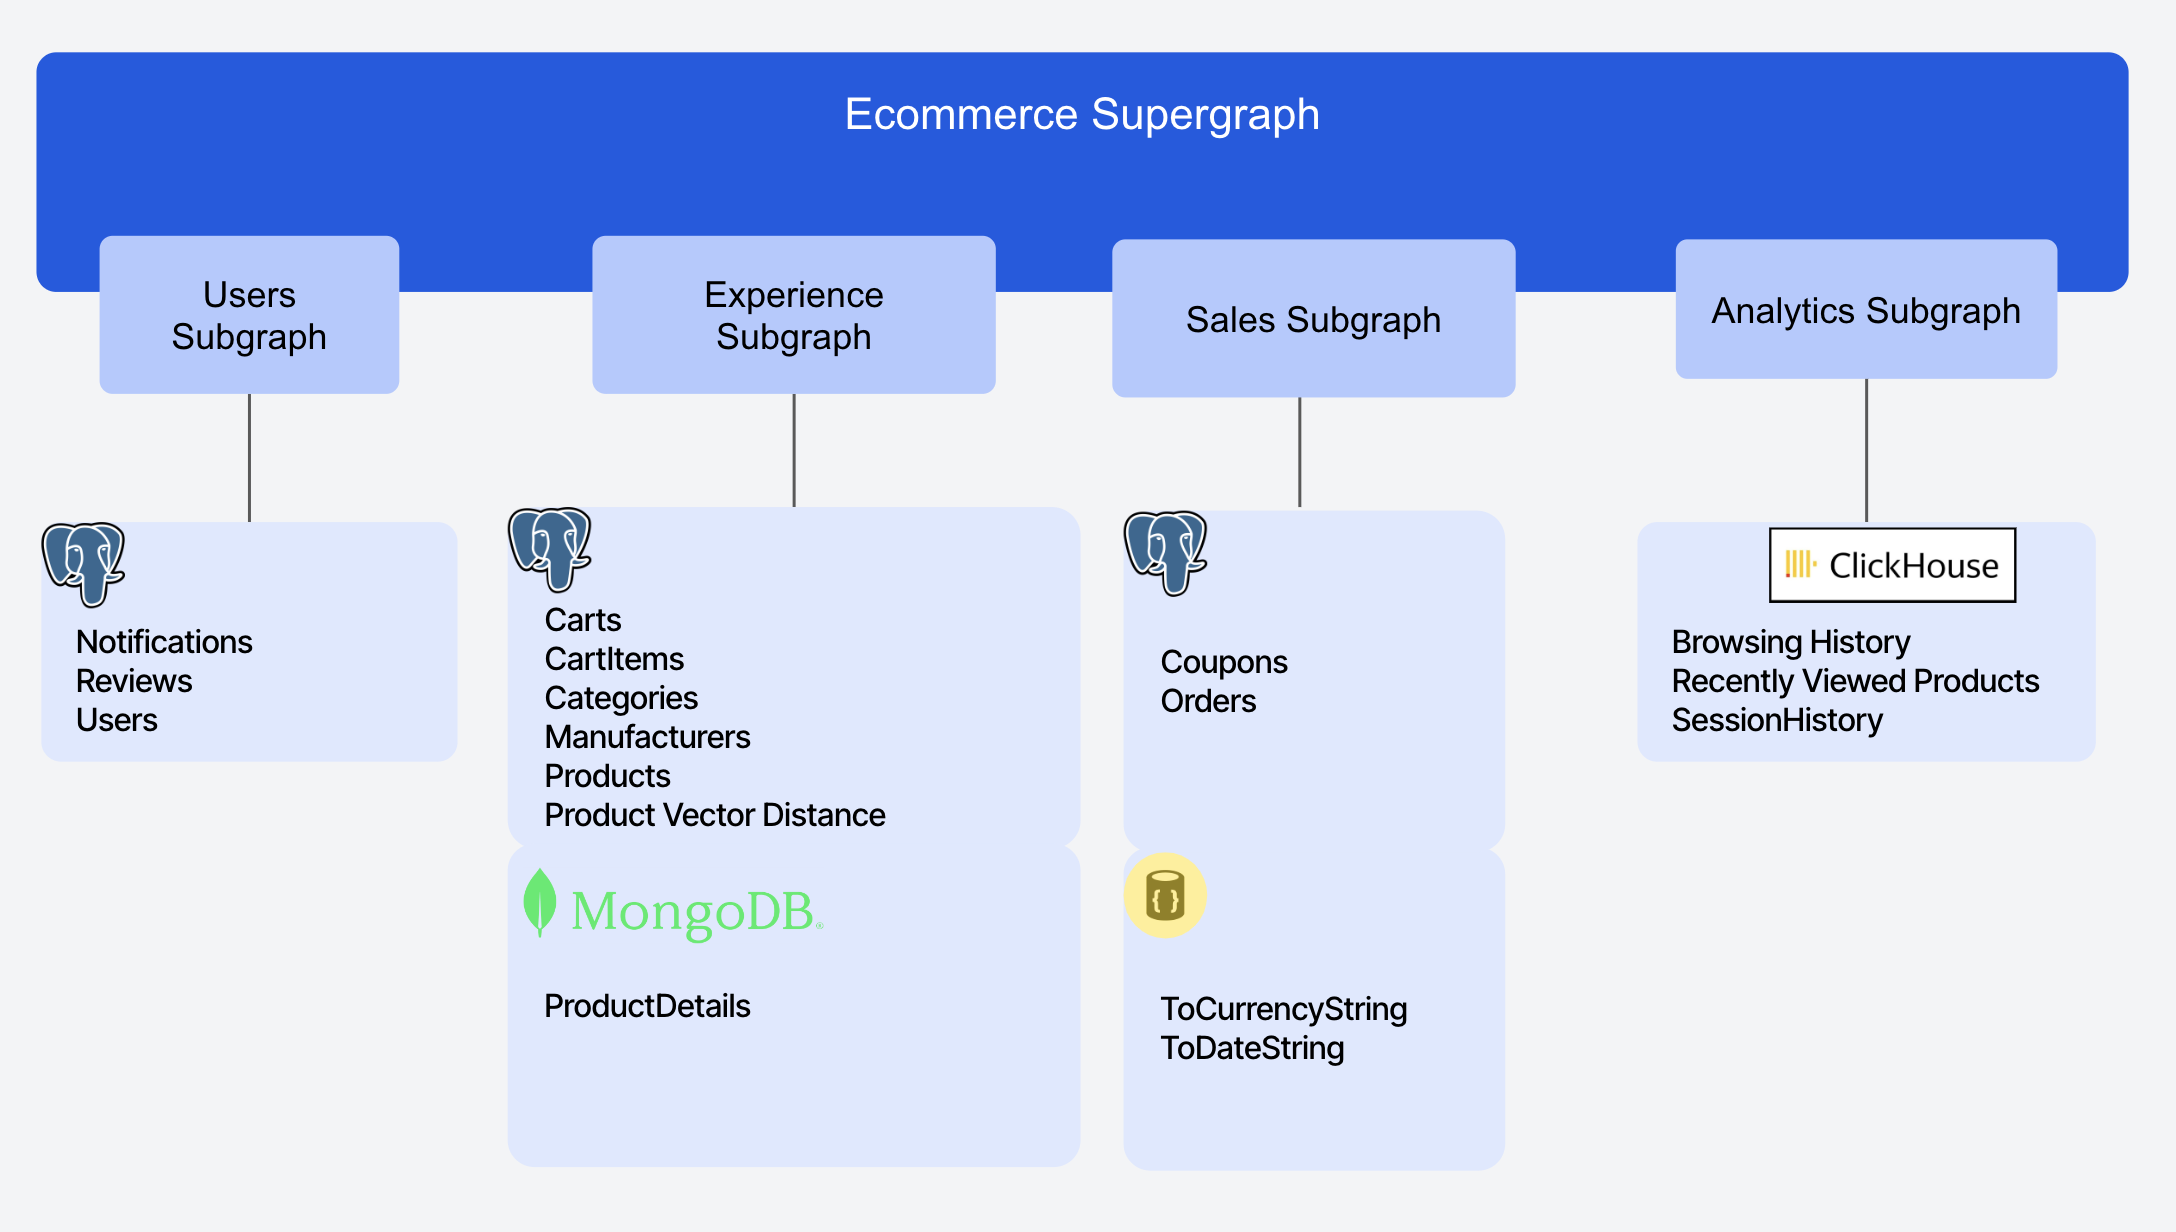 Ecommerce Supergraph
Users
Subgraph
Experience
Subgraph
Sales Subgraph
Analytics Subgraph
Notifications
Reviews
Users
Carts
CartItems
Categories
Manufacturers
Products
Product Vector Distance
MongoDB®
ProductDetails
Coupons
Orders
{ }
ToCurrencyString
ToDateString
ClickHouse
Browsing History
Recently Viewed Products
SessionHistory